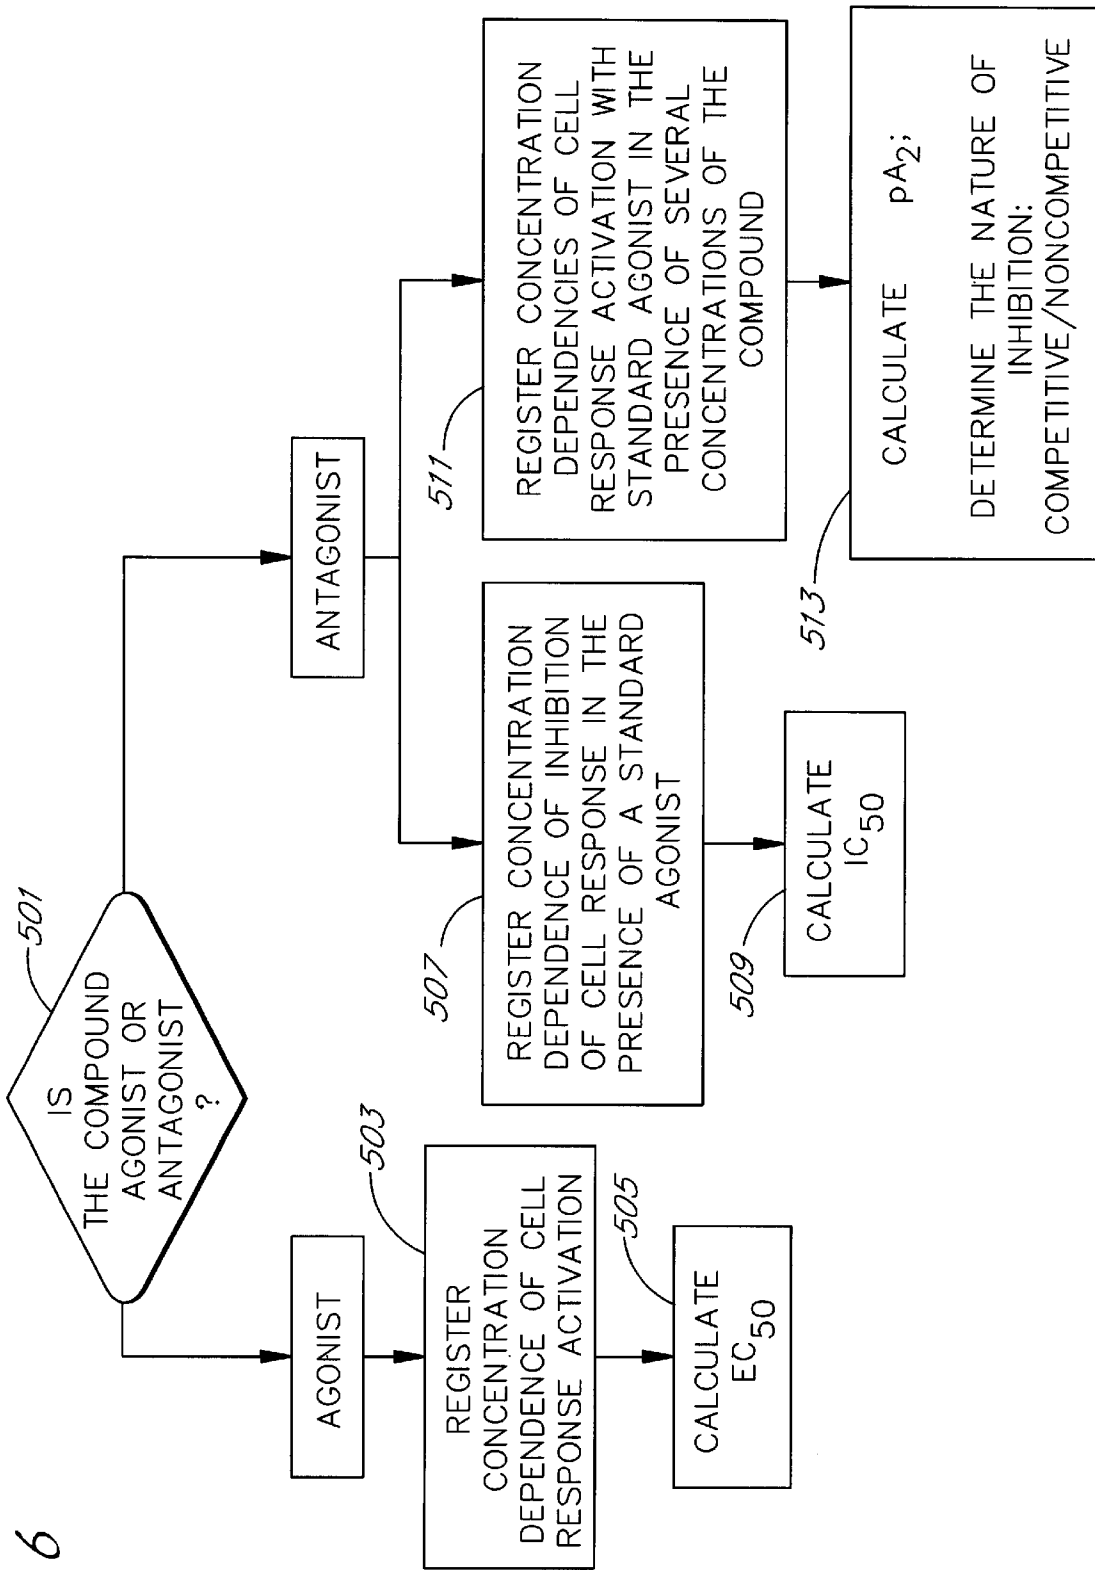 6
IS
THE COMPOUND
AGONIST OR
ANTAGONIST
?
501
AGONIST
503
REGISTER
CONCENTRATION
DEPENDENCE OF CELL
RESPONSE ACTIVATION
505
CALCULATE
EC50
ANTAGONIST
507
REGISTER CONCENTRATION
DEPENDENCE OF INHIBITION
OF CELL RESPONSE IN THE
PRESENCE OF A STANDARD
AGONIST
509
CALCULATE
IC50
511
REGISTER CONCENTRATION
DEPENDENCIES OF CELL
RESPONSE ACTIVATION WITH
STANDARD AGONIST IN THE
PRESENCE OF SEVERAL
CONCENTRATIONS OF THE
COMPOUND
513
CALCULATE pA2;
DETERMINE THE NATURE OF
INHIBITION:
COMPETITIVE/NONCOMPETITIVE